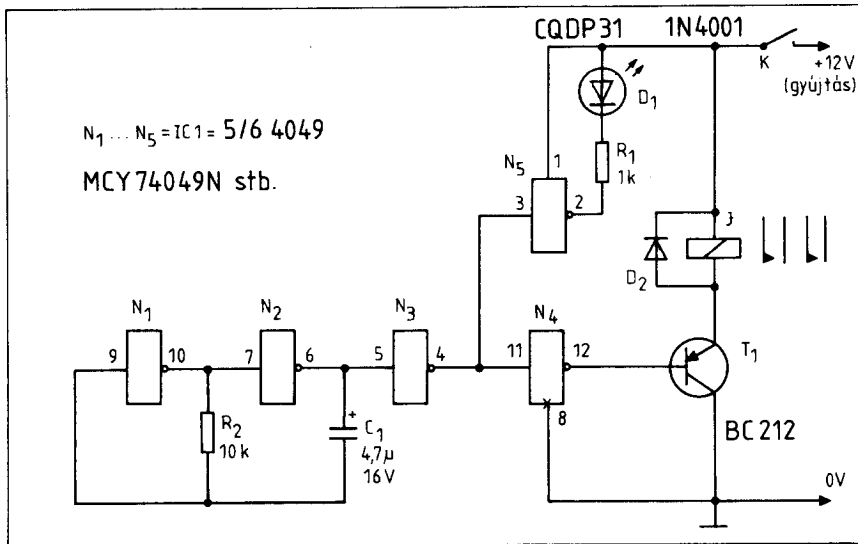 CQDP31 1N4001
K
+12V
(gyújtás)
D1
N1 ... N5 = IC1 = 5/6 4049
MCY 74049N stb.
N5
1
R1
1k
3
2
J
D2
N1
N2
N3
N4
T1
9
10
7
6
5
4
11
12
8
R2
10k
+
C1
4,7µ
16V
BC 212
0V